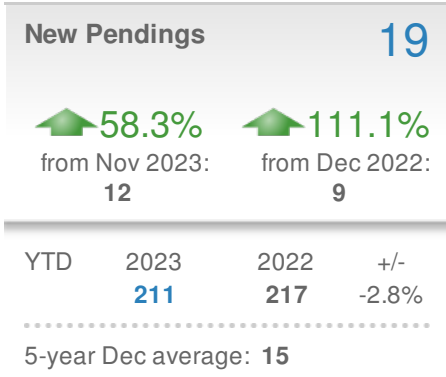 New Pendings 19
58.3% 111.1%
from Nov 2023: from Dec 2022:
12 9
YTD 2023 2022 +/-
211 217 -2.8%
5-year Dec average: 15